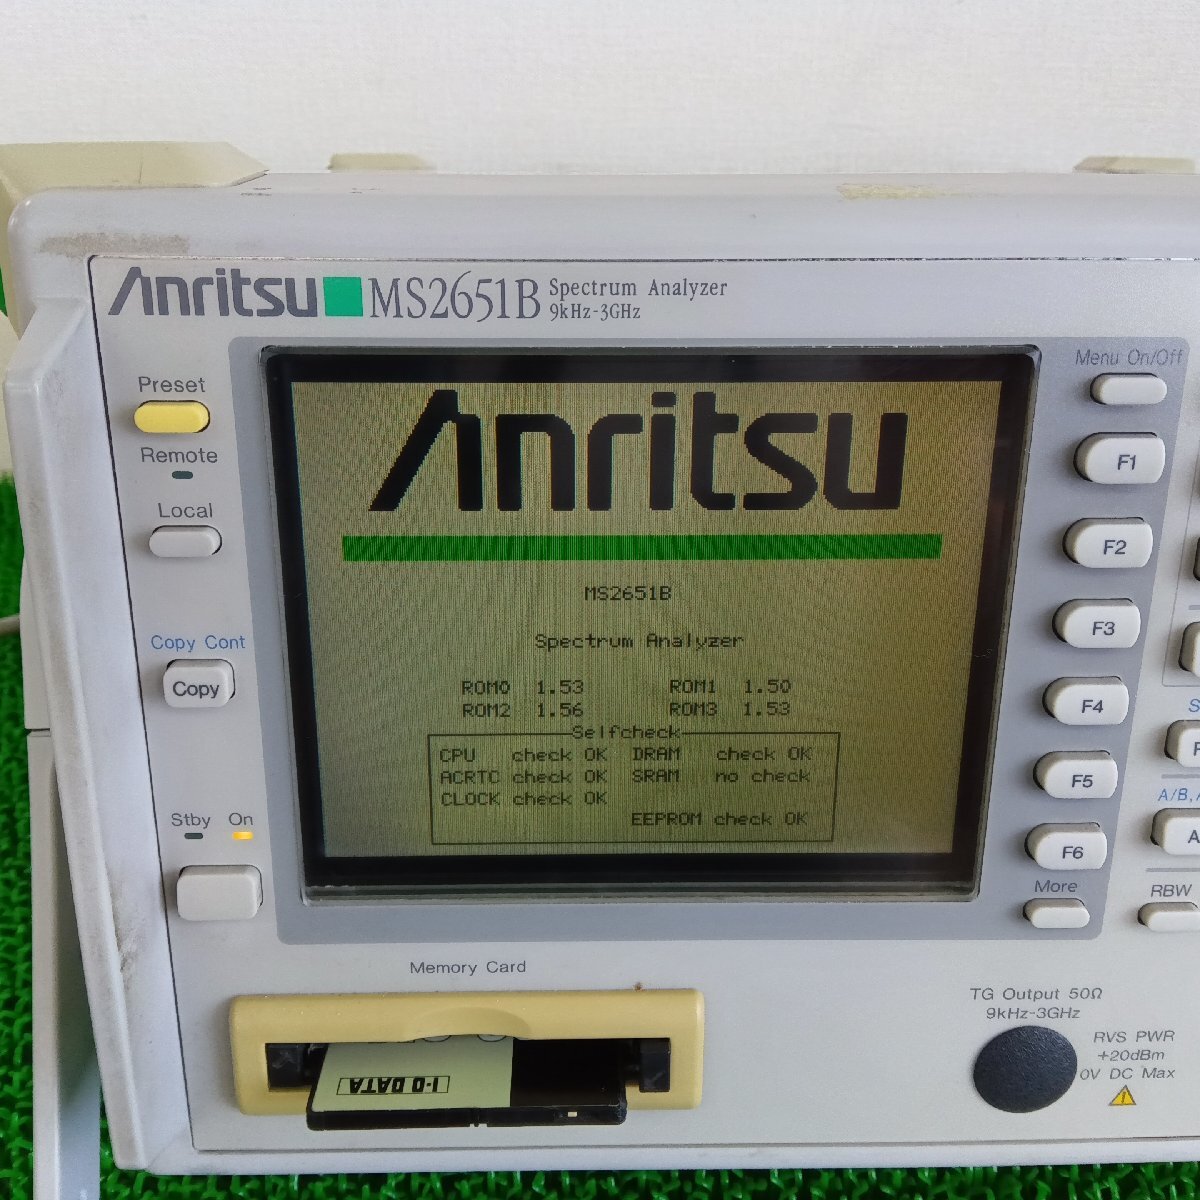 Anritsu MS2651B Spectrum Analyzer
9kHz-3GHz
Preset
Remote
Local
Copy Cont
Copy
Stby On
Anritsu
MS2651B
Spectrum Analyzer
ROM0 1.53 ROM1 1.50
ROM2 1.56 ROM3 1.53
Selfcheck
CPU check OK DRAM check OK
ACRTC check OK SRAM no check
CLOCK check OK
EEPROM check OK
Menu On/Off
F1
F2
F3
F4
F5
F6
More
A/B,
RBW
Memory Card
I-O DATA
TG Output 50Ω
9kHz-3GHz
RVS PWR
+20dBm
0V DC Max